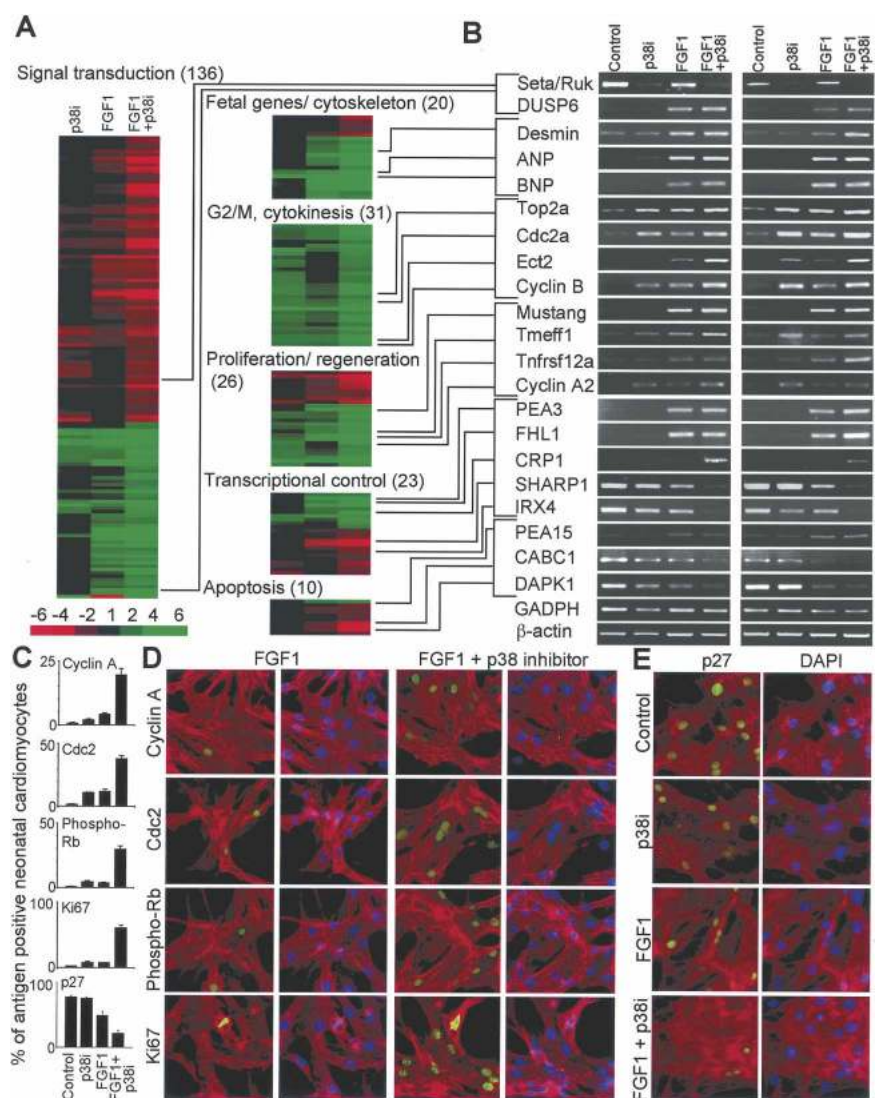 A
B
Signal transduction (136)
p38i
FGF1
FGF1
+p38i
Fetal genes/ cytoskeleton (20)
G2/M, cytokinesis (31)
Proliferation/ regeneration
(26)
Transcriptional control (23)
Apoptosis (10)
-6 -4 -2 1 2 4 6
Control
p38i
FGF1
FGF1
+p38i
Control
p38i
FGF1
FGF1
+p38i
Seta/Ruk
DUSP6
Desmin
ANP
BNP
Top2a
Cdc2a
Ect2
Cyclin B
Mustang
Tmeff1
Tnfrsf12a
Cyclin A2
PEA3
FHL1
CRP1
SHARP1
IRX4
PEA15
CABC1
DAPK1
GADPH
β-actin
C
% of antigen positive neonatal cardiomyocytes
25
Cyclin A
0
50
Cdc2
0
50
Phospho-
Rb
0
100
Ki67
0
100
p27
0
Control
p38i
FGF1
FGF1+
p38i
D
FGF1
FGF1 + p38 inhibitor
Cyclin A
Cdc2
Phospho-Rb
Ki67
E
p27
DAPI
Control
p38i
FGF1
FGF1 + p38i